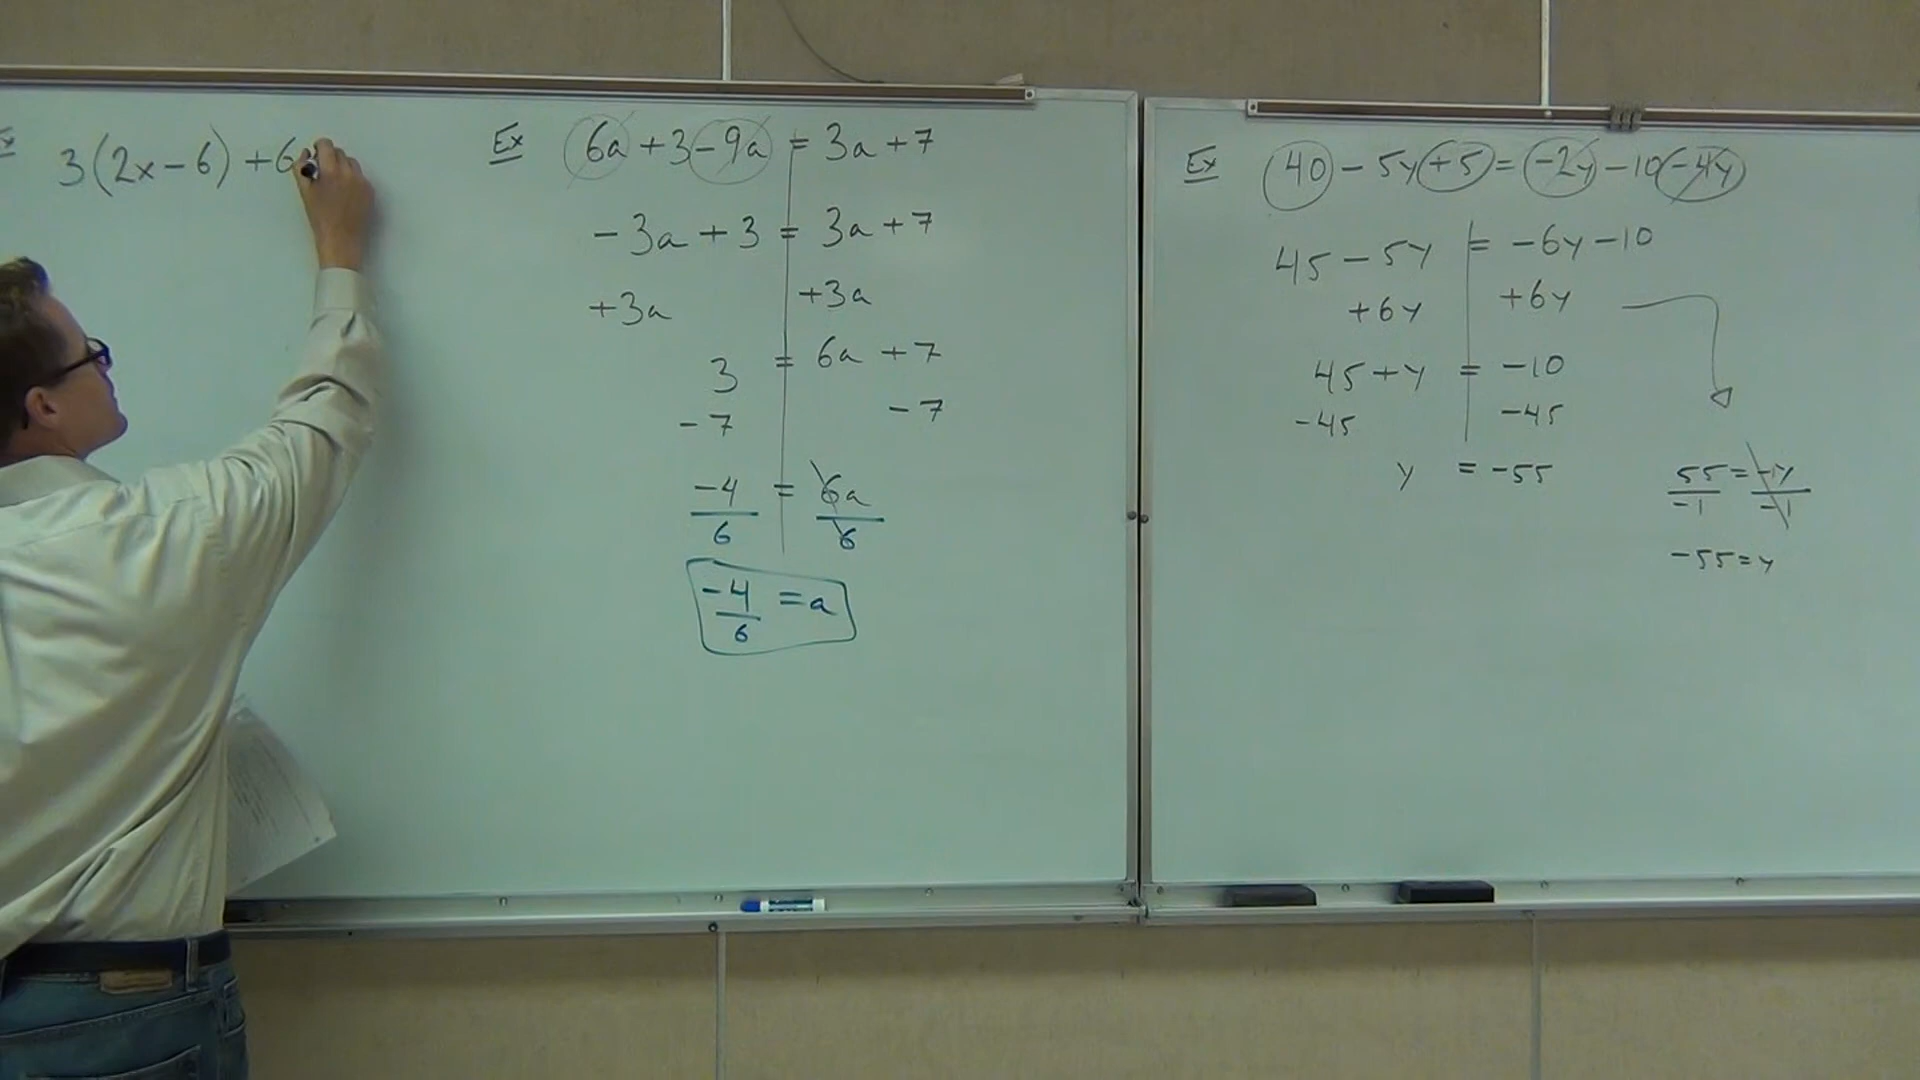 Ex 3(2x-6) +6
Ex 6a +3 -9a = 3a +7
-3a + 3 = 3a +7
+3a +3a
3 = 6a +7
-7 -7
-4/6 = 6a/6
-4/6 = a
Ex 40 - 5y +5 = -2y -10 -4y
45 - 5y = -6y -10
+6y +6y
45 + y = -10
-45 -45
y = -55
55/-1 = -1y/-1
-55 = y